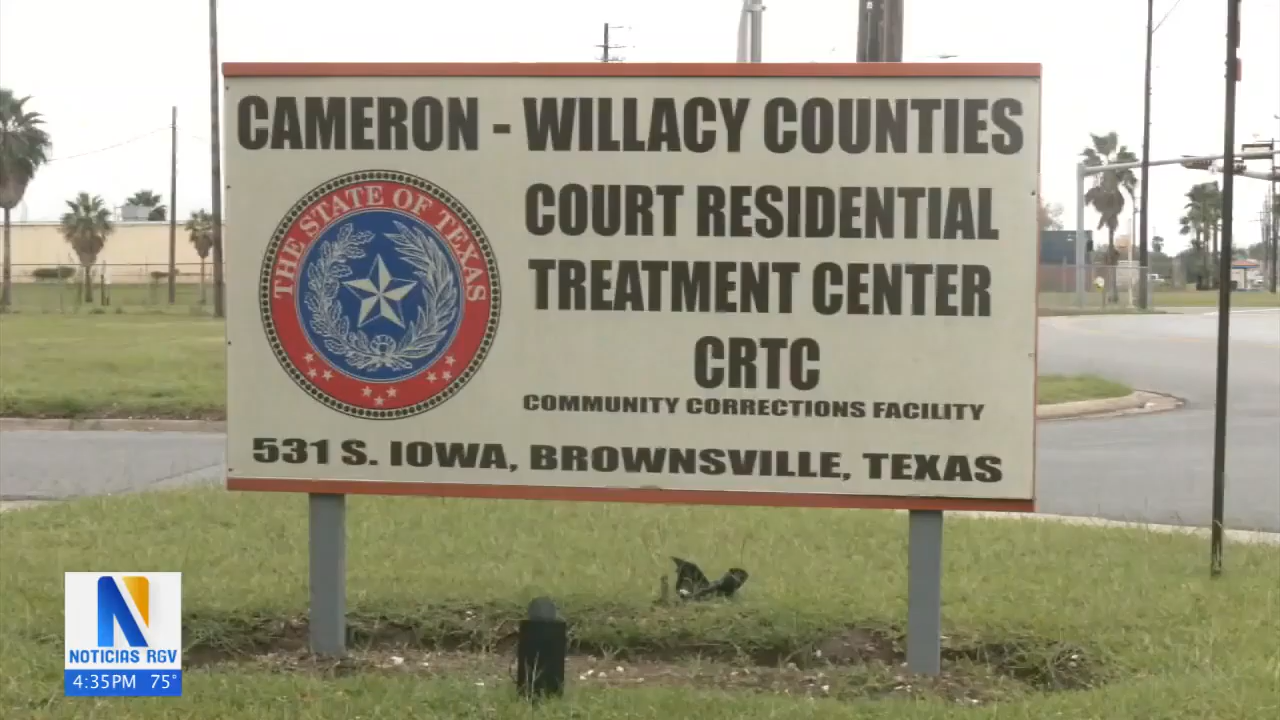 CAMERON - WILLACY COUNTIES
THE STATE OF TEXAS
COURT RESIDENTIAL
TREATMENT CENTER
CRTC
COMMUNITY CORRECTIONS FACILITY
531 S. IOWA, BROWNSVILLE, TEXAS
N
NOTICIAS RGV
4:35PM 75°